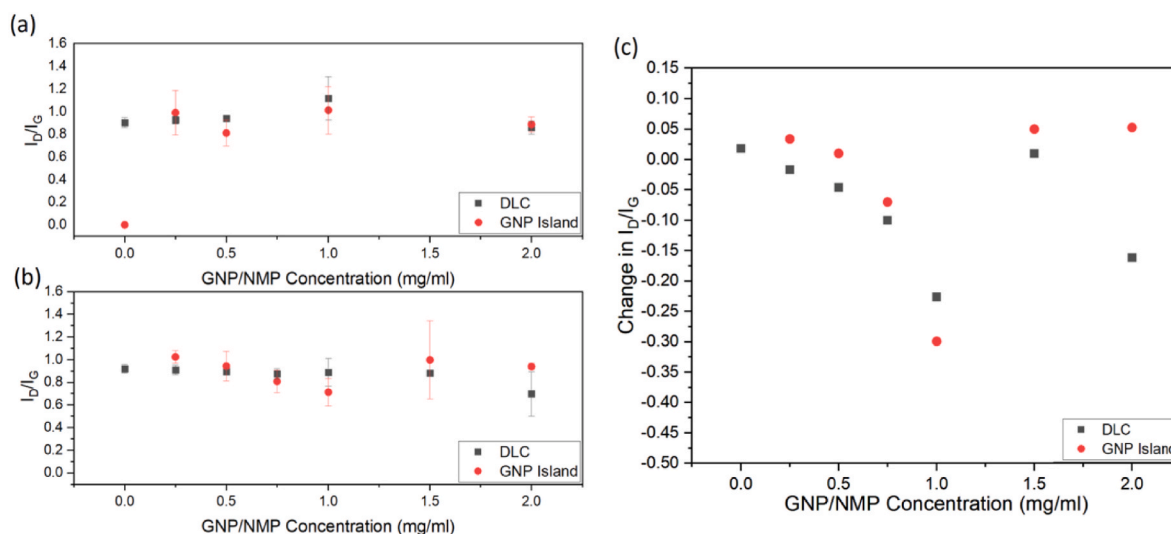 (a)
1.6
1.4
1.2
1.0
0.8
0.6
0.4
0.2
0.0
I_D/I_G
DLC
GNP Island
0.0 0.5 1.0 1.5 2.0
GNP/NMP Concentration (mg/ml)
(b)
1.6
1.4
1.2
1.0
0.8
0.6
0.4
0.2
0.0
I_D/I_G
DLC
GNP Island
0.0 0.5 1.0 1.5 2.0
GNP/NMP Concentration (mg/ml)
(c)
0.15
0.10
0.05
0.00
-0.05
-0.10
-0.15
-0.20
-0.25
-0.30
-0.35
-0.40
-0.45
-0.50
Change in I_D/I_G
DLC
GNP Island
0.0 0.5 1.0 1.5 2.0
GNP/NMP Concentration (mg/ml)